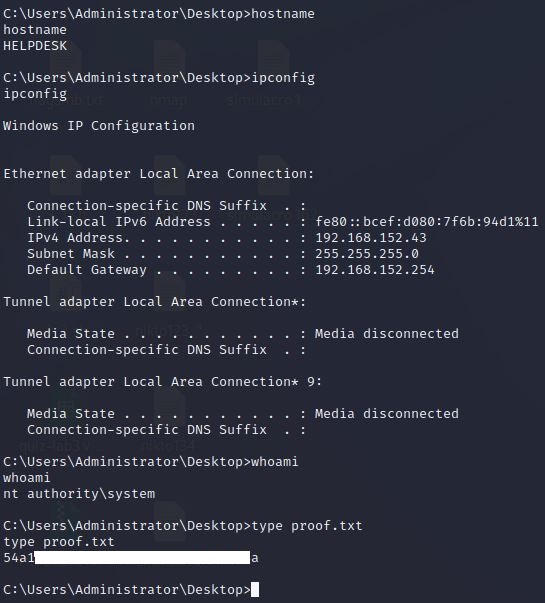 C:\Users\Administrator\Desktop>hostname
hostname
HELPDESK
C:\Users\Administrator\Desktop>ipconfig
ipconfig
Windows IP Configuration
Ethernet adapter Local Area Connection:
Connection-specific DNS Suffix . :
Link-local IPv6 Address . . . . . : fe80::bcef:d080:7f6b:94d1%11
IPv4 Address. . . . . . . . . . . : 192.168.152.43
Subnet Mask . . . . . . . . . . . : 255.255.255.0
Default Gateway . . . . . . . . . : 192.168.152.254
Tunnel adapter Local Area Connection*:
Media State . . . . . . . . . . . : Media disconnected
Connection-specific DNS Suffix . :
Tunnel adapter Local Area Connection* 9:
Media State . . . . . . . . . . . : Media disconnected
Connection-specific DNS Suffix . :
C:\Users\Administrator\Desktop>whoami
whoami
nt authority\system
C:\Users\Administrator\Desktop>type proof.txt
type proof.txt
54a1 a
C:\Users\Administrator\Desktop>